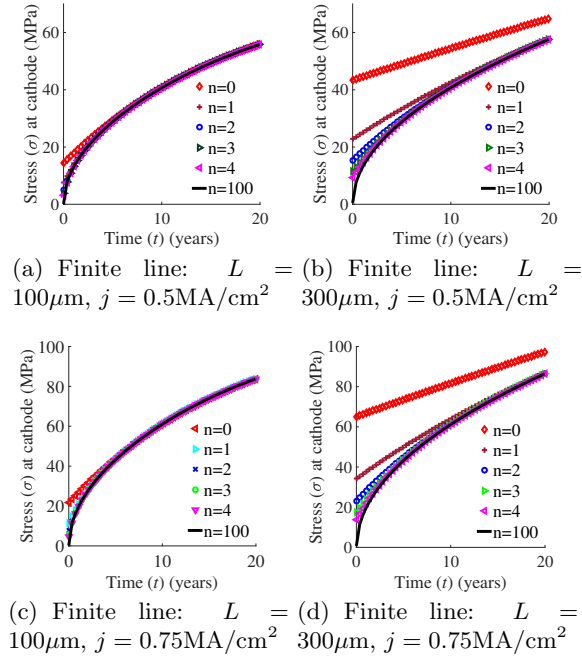 60
40
20
0
Stress (σ) at cathode (MPa)
n=0
n=1
n=2
n=3
n=4
n=100
0 10 20
Time (t) (years)
60
40
20
0
Stress (σ) at cathode (MPa)
n=0
n=1
n=2
n=3
n=4
n=100
0 10 20
Time (t) (years)
(a) Finite line: L = 100μm, j = 0.5MA/cm²
(b) Finite line: L = 300μm, j = 0.5MA/cm²
100
80
60
40
20
0
Stress (σ) at cathode (MPa)
n=0
n=1
n=2
n=3
n=4
n=100
0 10 20
Time (t) (years)
100
80
60
40
20
0
Stress (σ) at cathode (MPa)
n=0
n=1
n=2
n=3
n=4
n=100
0 10 20
Time (t) (years)
(c) Finite line: L =
100μm, j = 0.75MA/cm²
(d) Finite line: L =
300μm, j = 0.75MA/cm²